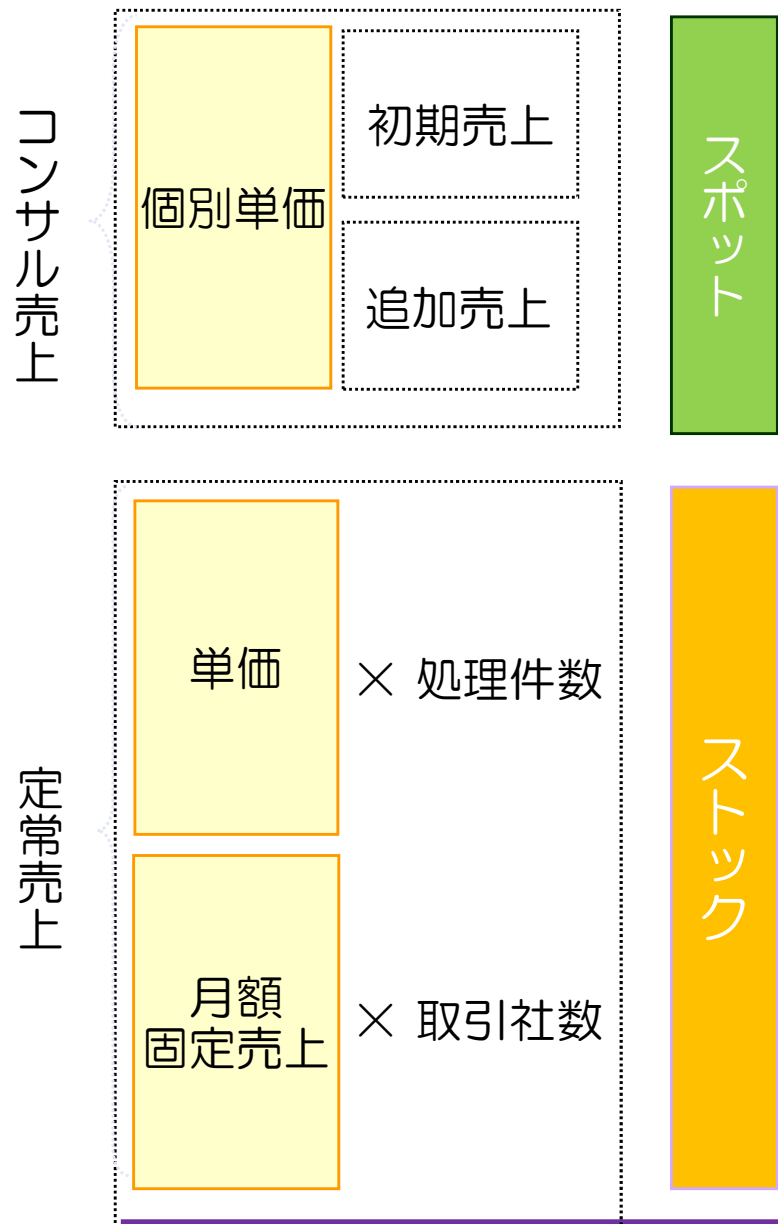 コンサル売上
個別単価
初期売上
追加売上
スポット
定常売上
単価
× 処理件数
月額
固定売上
× 取引社数
ストック